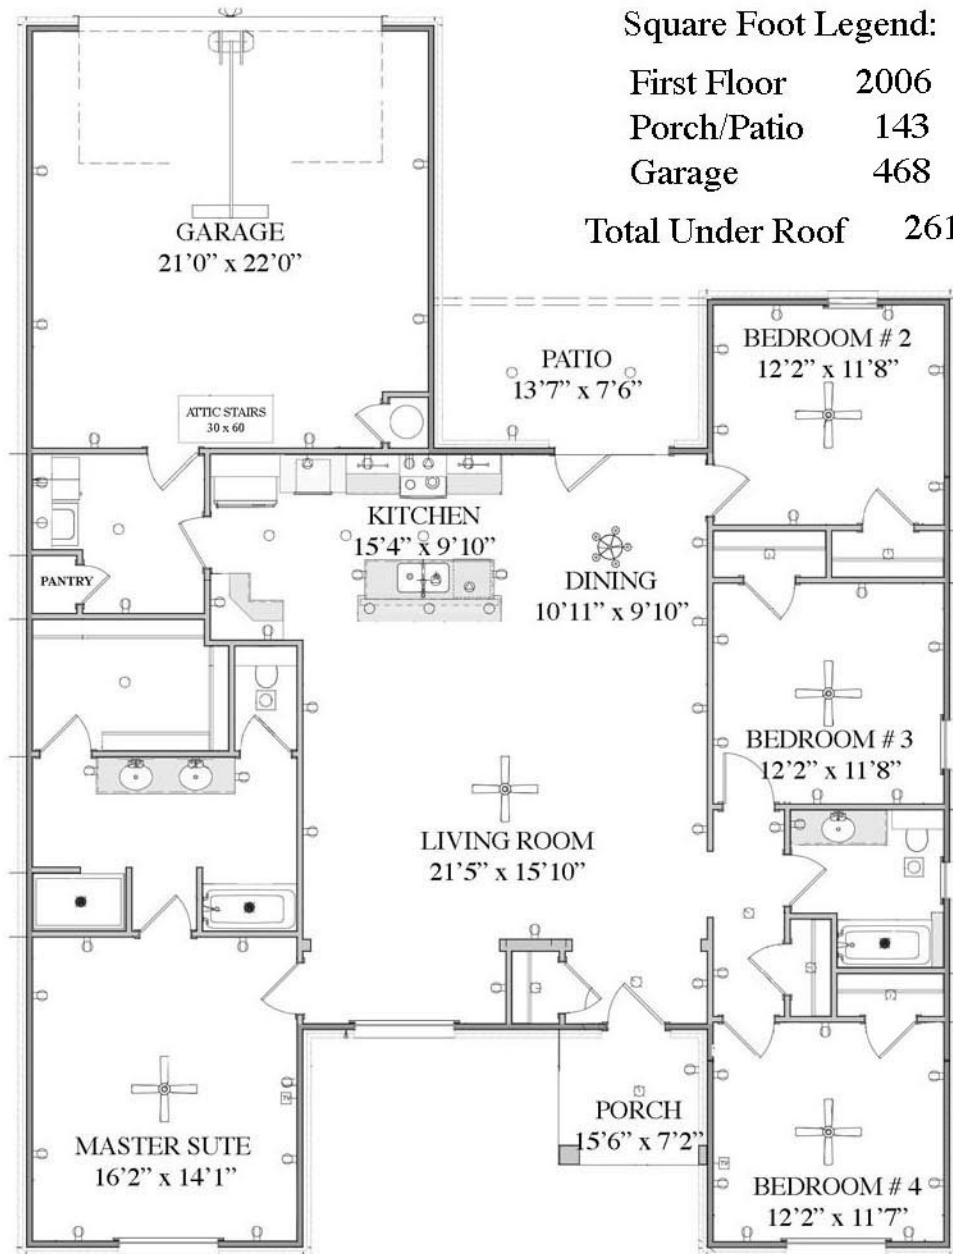 Square Foot Legend:
First Floor 2006
Porch/Patio 143
Garage 468
Total Under Roof 261
GARAGE
21'0" x 22'0"
ATTIC STAIRS
30 x 60
PATIO
13'7" x 7'6"
BEDROOM # 2
12'2" x 11'8"
KITCHEN
15'4" x 9'10"
PANTRY
DINING
10'11" x 9'10"
BEDROOM # 3
12'2" x 11'8"
LIVING ROOM
21'5" x 15'10"
MASTER SUTE
16'2" x 14'1"
PORCH
15'6" x 7'2"
BEDROOM # 4
12'2" x 11'7"